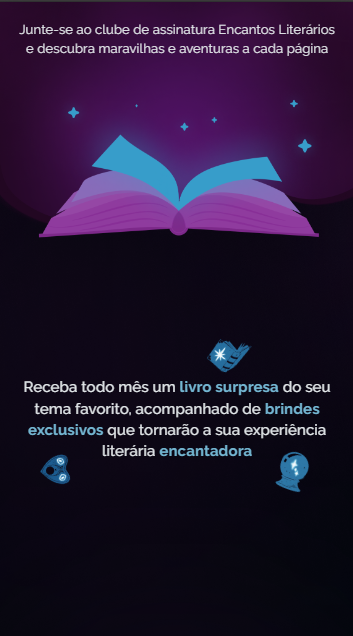 Junte-se ao clube de assinatura Encantos Literários
e descubra maravilhas e aventuras a cada página
Receba todo mês um livro surpresa do seu
tema favorito, acompanhado de brindes
exclusivos que tornarão a sua experiência
literária encantadora